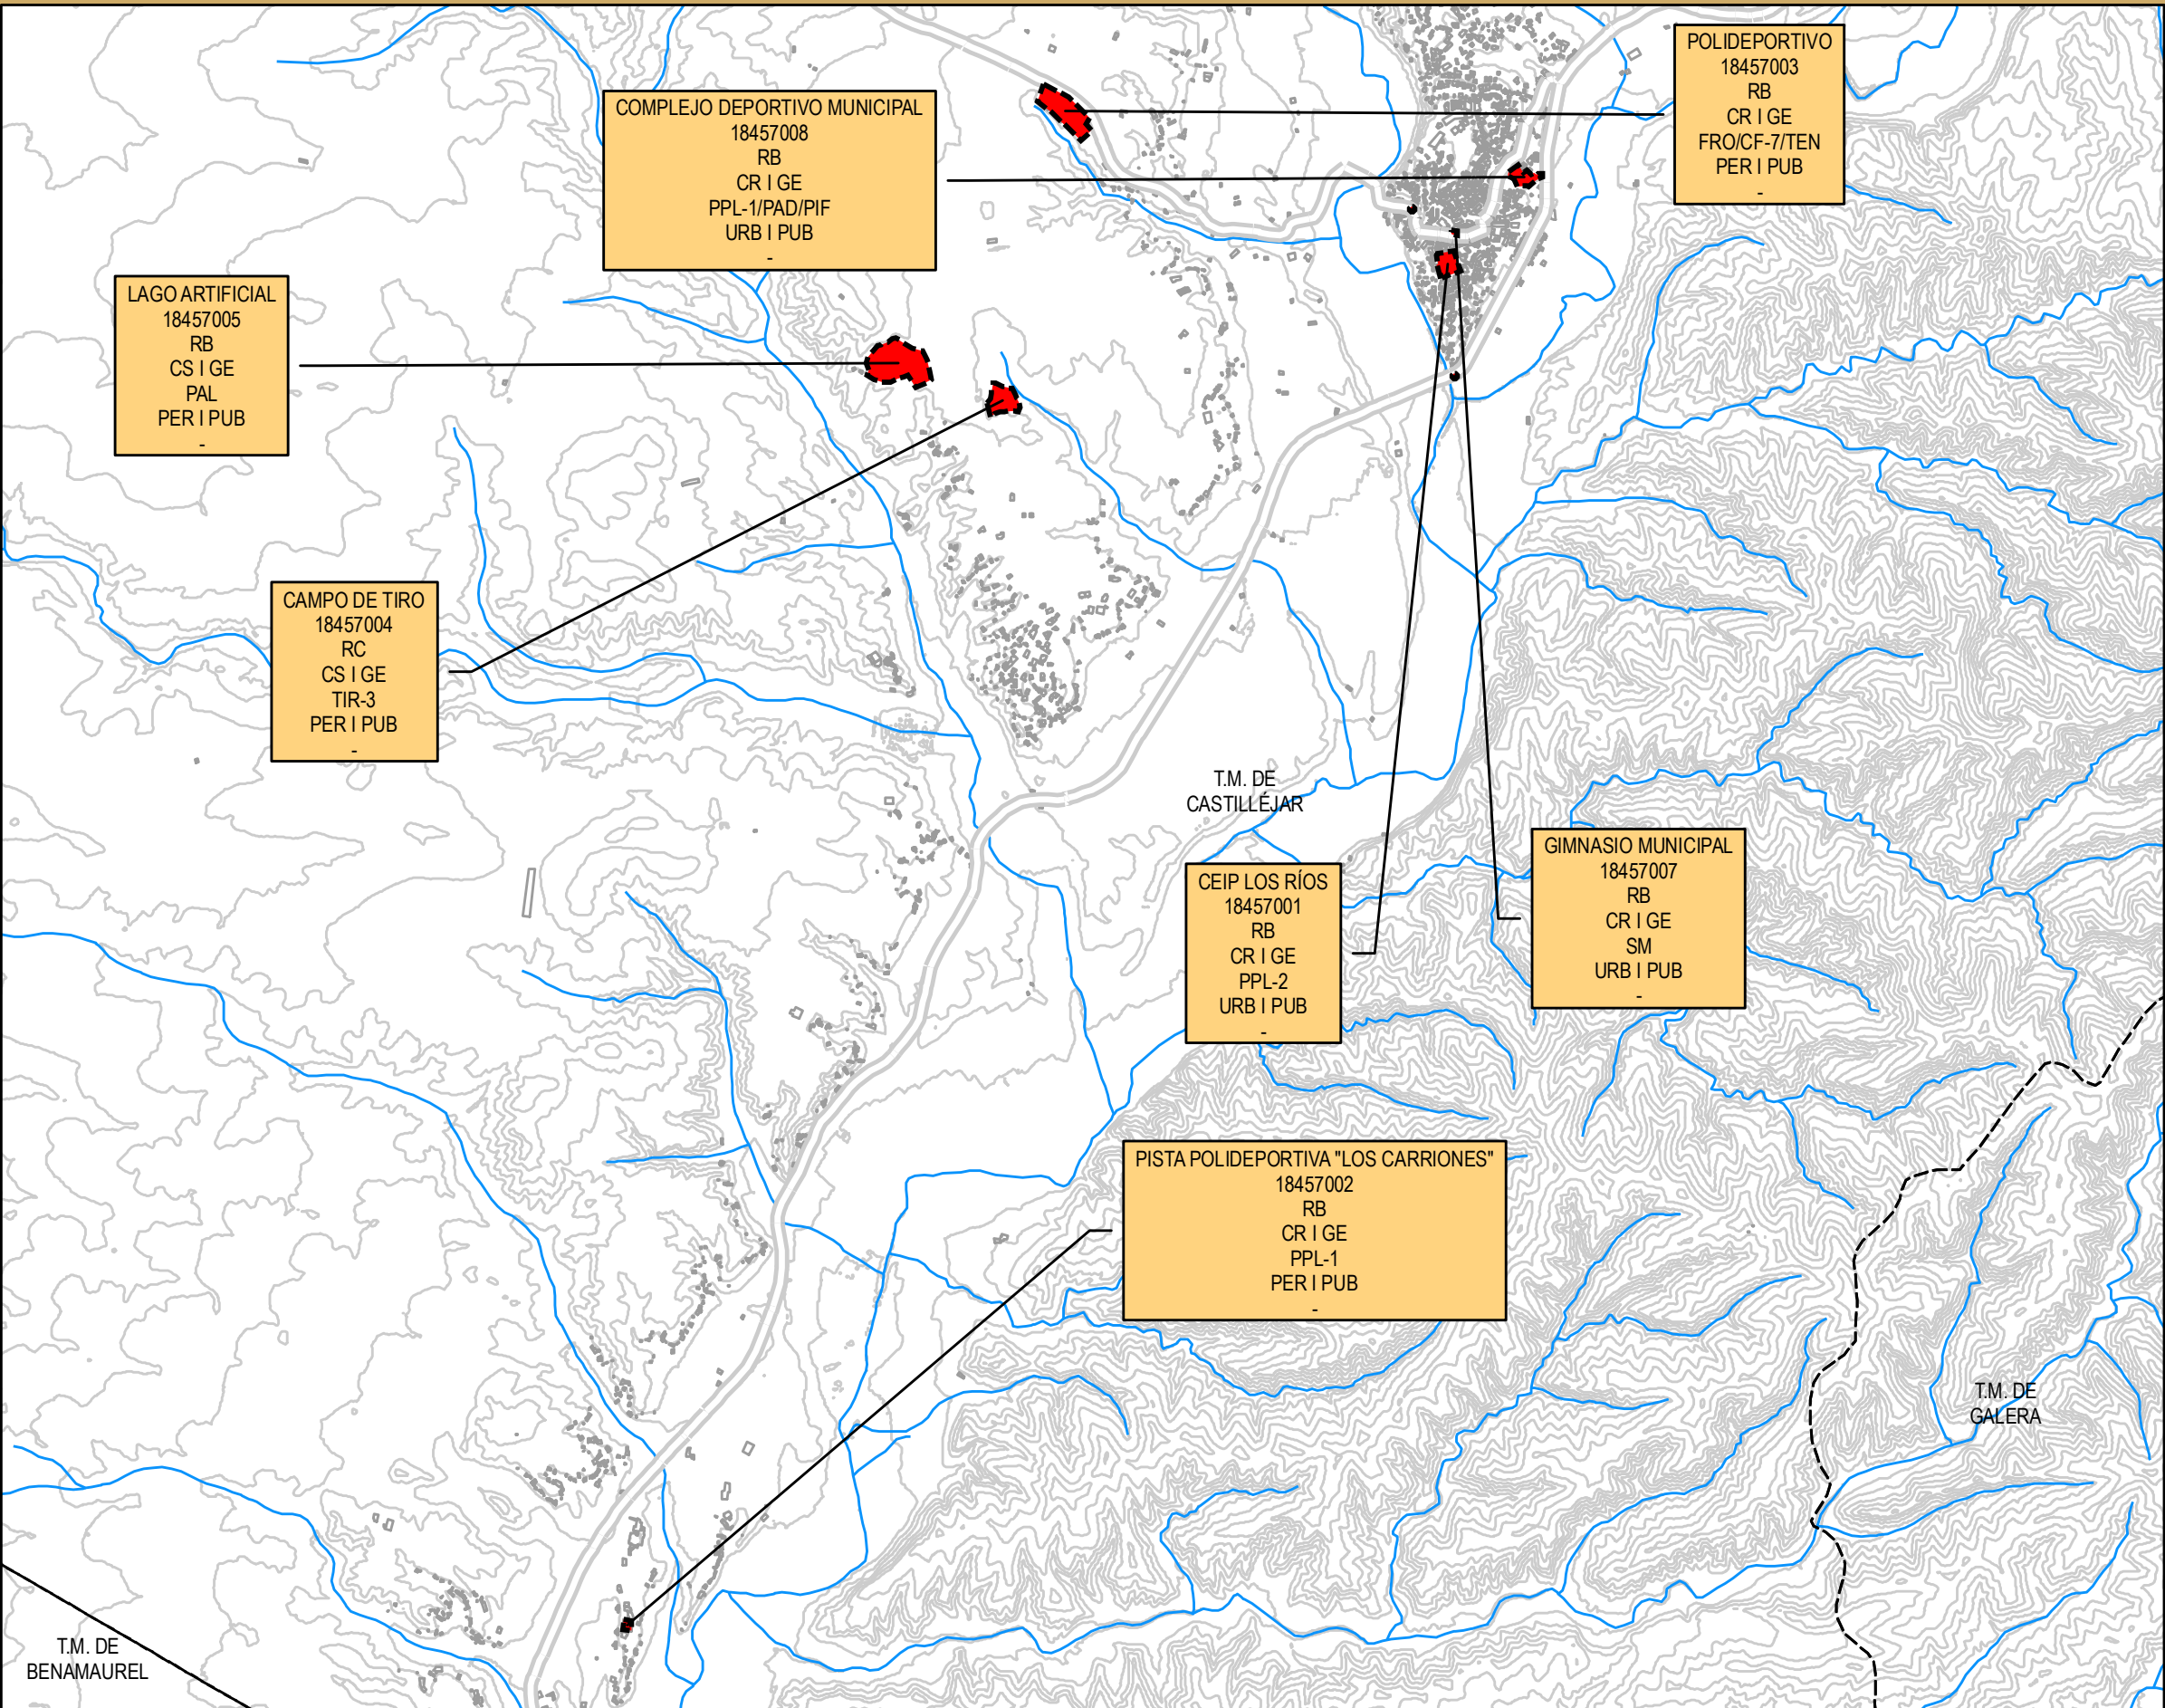 POLIDEPORTIVO
18457003
RB
CR I GE
FRO/CF-7/TEN
PER I PUB
-
COMPLEJO DEPORTIVO MUNICIPAL
18457008
RB
CR I GE
PPL-1/PAD/PIF
URB I PUB
-
LAGO ARTIFICIAL
18457005
RB
CS I GE
PAL
PER I PUB
-
CAMPO DE TIRO
18457004
RC
CS I GE
TIR-3
PER I PUB
-
T.M. DE
CASTILLÉJAR
GIMNASIO MUNICIPAL
18457007
RB
CR I GE
SM
URB I PUB
-
CEIP LOS RÍOS
18457001
RB
CR I GE
PPL-2
URB I PUB
-
PISTA POLIDEPORTIVA "LOS CARRIONES"
18457002
RB
CR I GE
PPL-1
PER I PUB
-
T.M. DE
GALERA
T.M. DE
BENAMAUREL